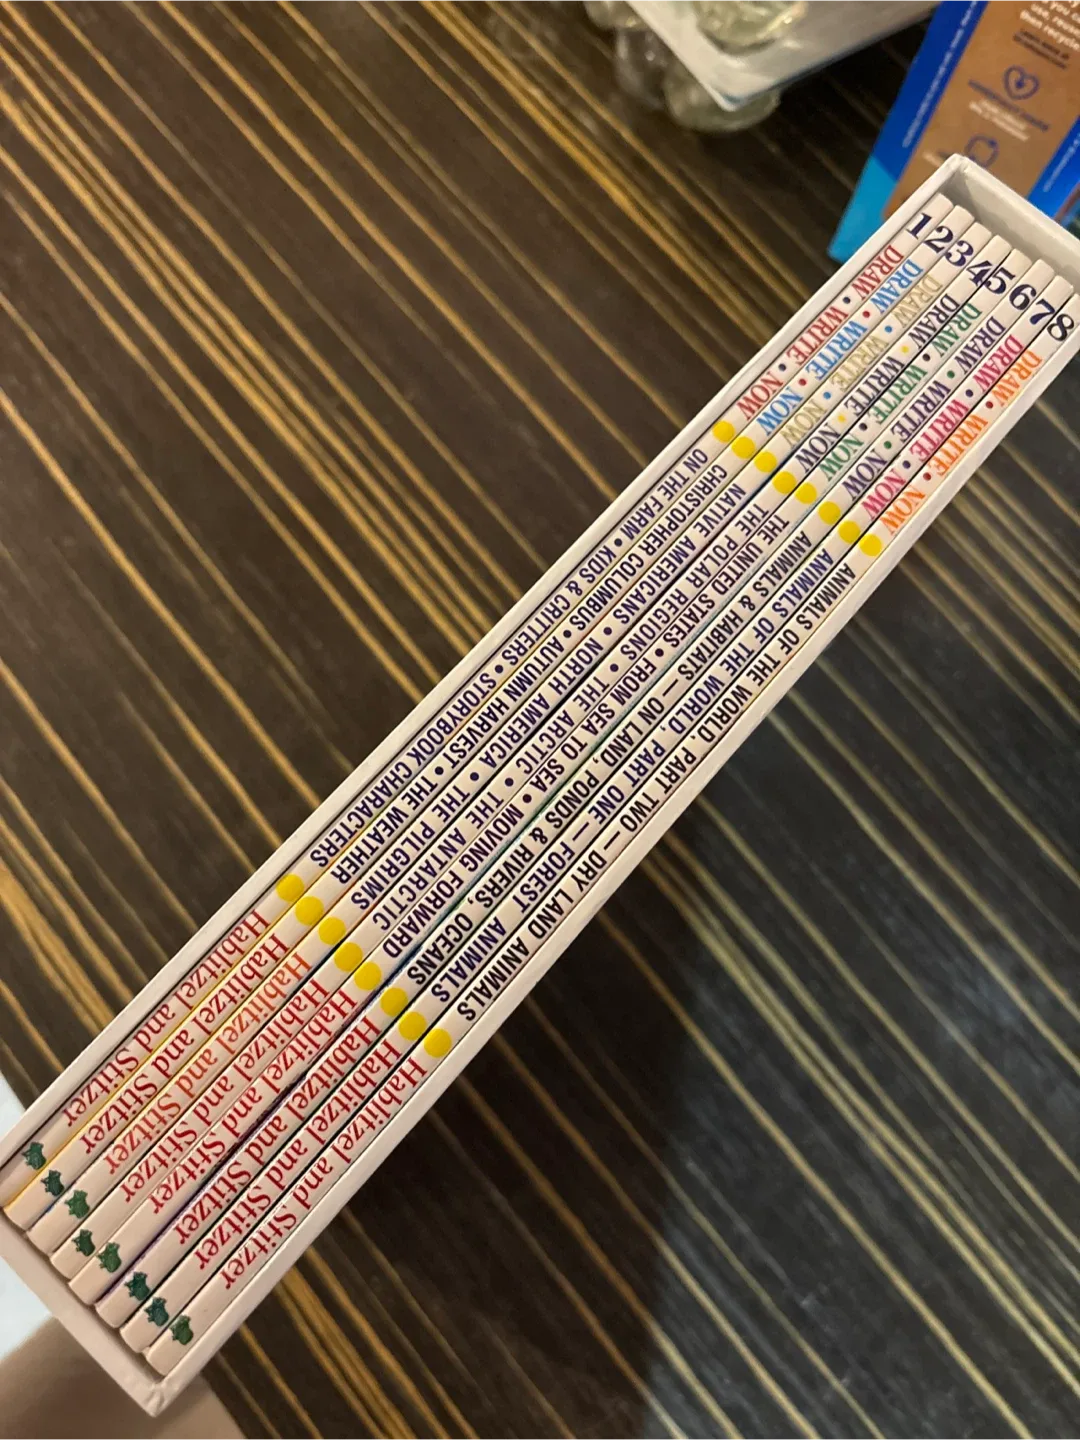 1 DRAW • WRITE • NOW ON THE FARM • KIDS & CRITTERS • STORYBOOK CHARACTERS Hablitzel and Stitzer
2 DRAW • WRITE • NOW CHRISTOPHER COLUMBUS • AUTUMN HARVEST • THE WEATHER Hablitzel and Stitzer
3 DRAW • WRITE • NOW NATIVE AMERICANS • NORTH AMERICA • THE PILGRIMS Hablitzel and Stitzer
4 DRAW • WRITE • NOW THE POLAR REGIONS • THE ARCTIC • THE ANTARCTIC Hablitzel and Stitzer
5 DRAW • WRITE • NOW THE UNITED STATES • FROM SEA TO SEA • MOVING FORWARD Hablitzel and Stitzer
6 DRAW • WRITE • NOW ANIMALS & HABITATS — ON LAND, PONDS & RIVERS, OCEANS Hablitzel and Stitzer
7 DRAW • WRITE • NOW ANIMALS OF THE WORLD, PART ONE — FOREST ANIMALS Hablitzel and Stitzer
8 DRAW • WRITE • NOW ANIMALS OF THE WORLD, PART TWO — DRY LAND ANIMALS Hablitzel and Stitzer